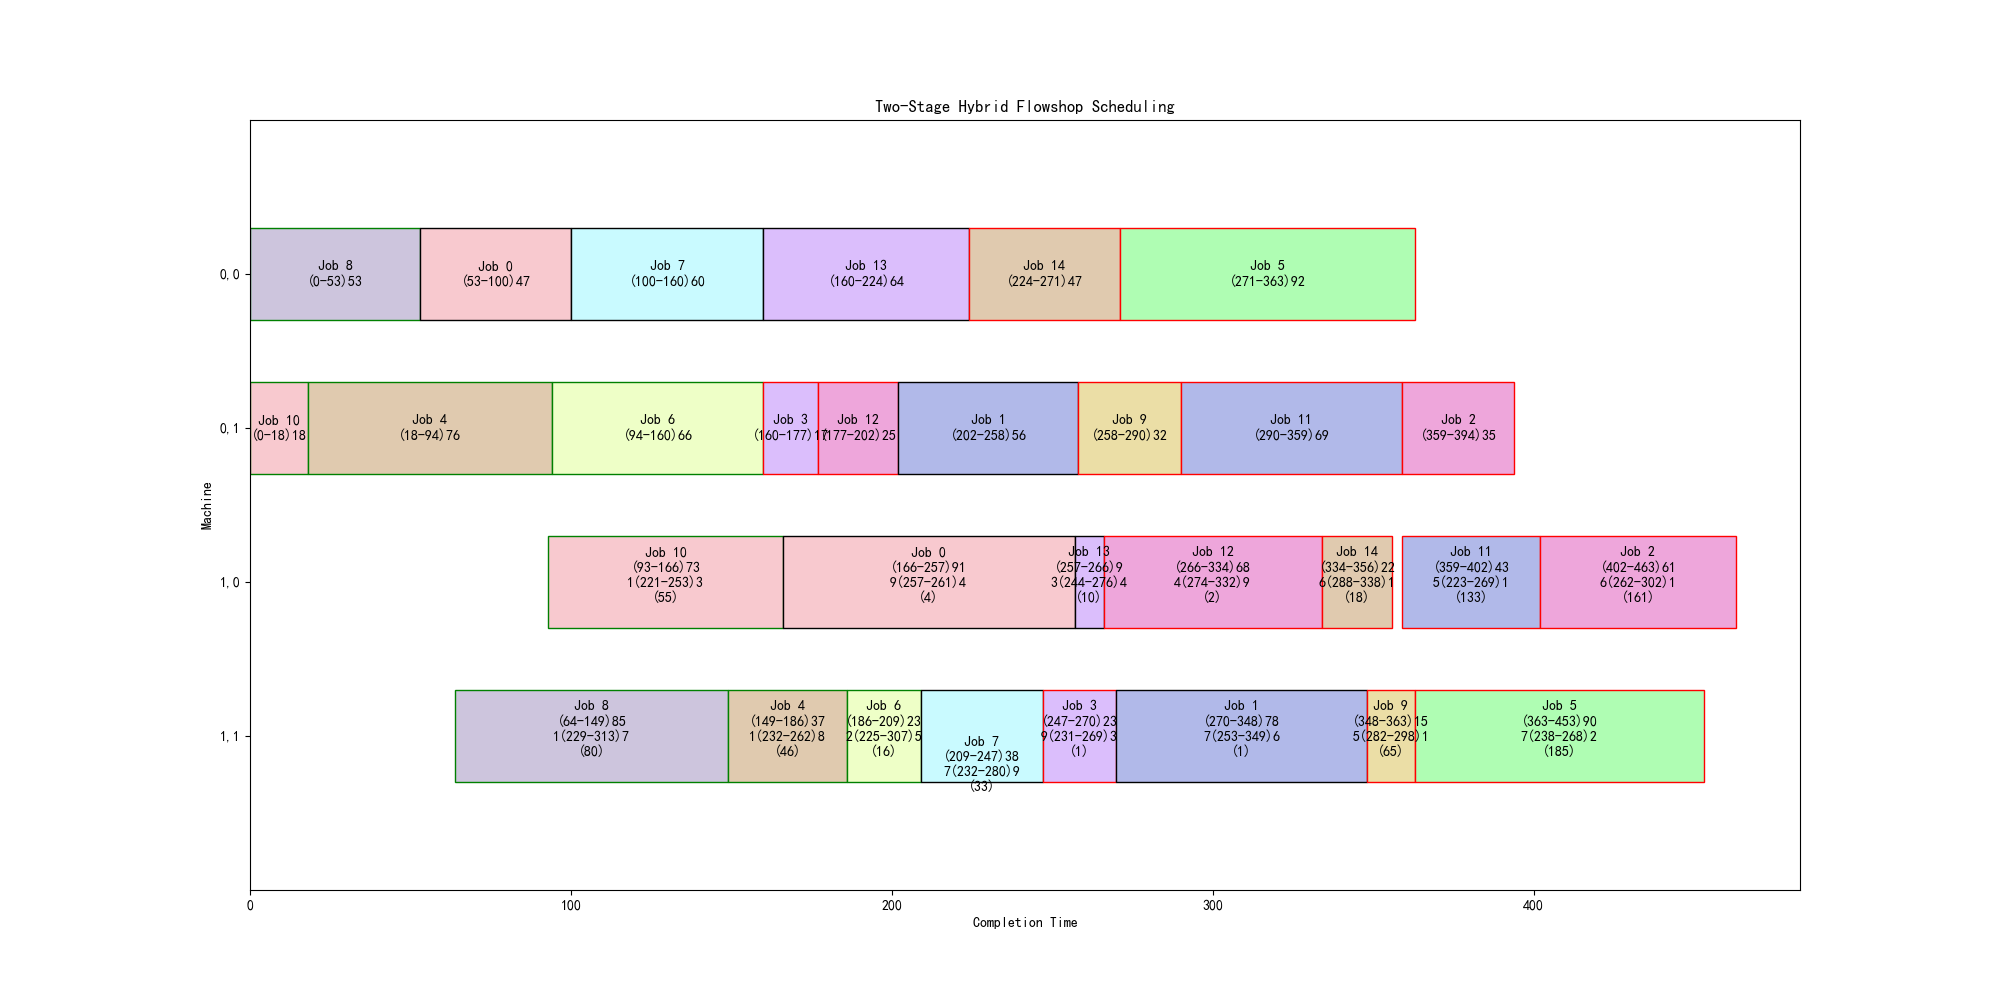 Two-Stage Hybrid Flowshop Scheduling
0,0
Job 8
(0-53)53
Job 0
(53-100)47
Job 7
(100-160)60
Job 13
(160-224)64
Job 14
(224-271)47
Job 5
(271-363)92
0,1
Job 10
(0-18)18
Job 4
(18-94)76
Job 6
(94-160)66
Job 3
(160-177)17
Job 12
(177-202)25
Job 1
(202-258)56
Job 9
(258-290)32
Job 11
(290-359)69
Job 2
(359-394)35
Machine
1,0
Job 10
(93-166)73
1(221-253)3
(55)
Job 0
(166-257)91
9(257-261)4
(4)
Job 13
(257-266)9
3(244-276)4
(10)
Job 12
(266-334)68
4(274-332)9
(2)
Job 14
(334-356)22
6(288-338)1
(18)
Job 11
(359-402)43
5(223-269)1
(133)
Job 2
(402-463)61
6(262-302)1
(161)
1,1
Job 8
(64-149)85
1(229-313)7
(80)
Job 4
(149-186)37
1(232-262)8
(46)
Job 6
(186-209)23
2(225-307)5
(16)
Job 7
(209-247)38
7(232-280)9
(33)
Job 3
(247-270)23
9(231-269)3
(1)
Job 1
(270-348)78
7(253-349)6
(1)
Job 9
(348-363)15
5(282-298)1
(65)
Job 5
(363-453)90
7(238-268)2
(185)
0
100
200
300
400
Completion Time